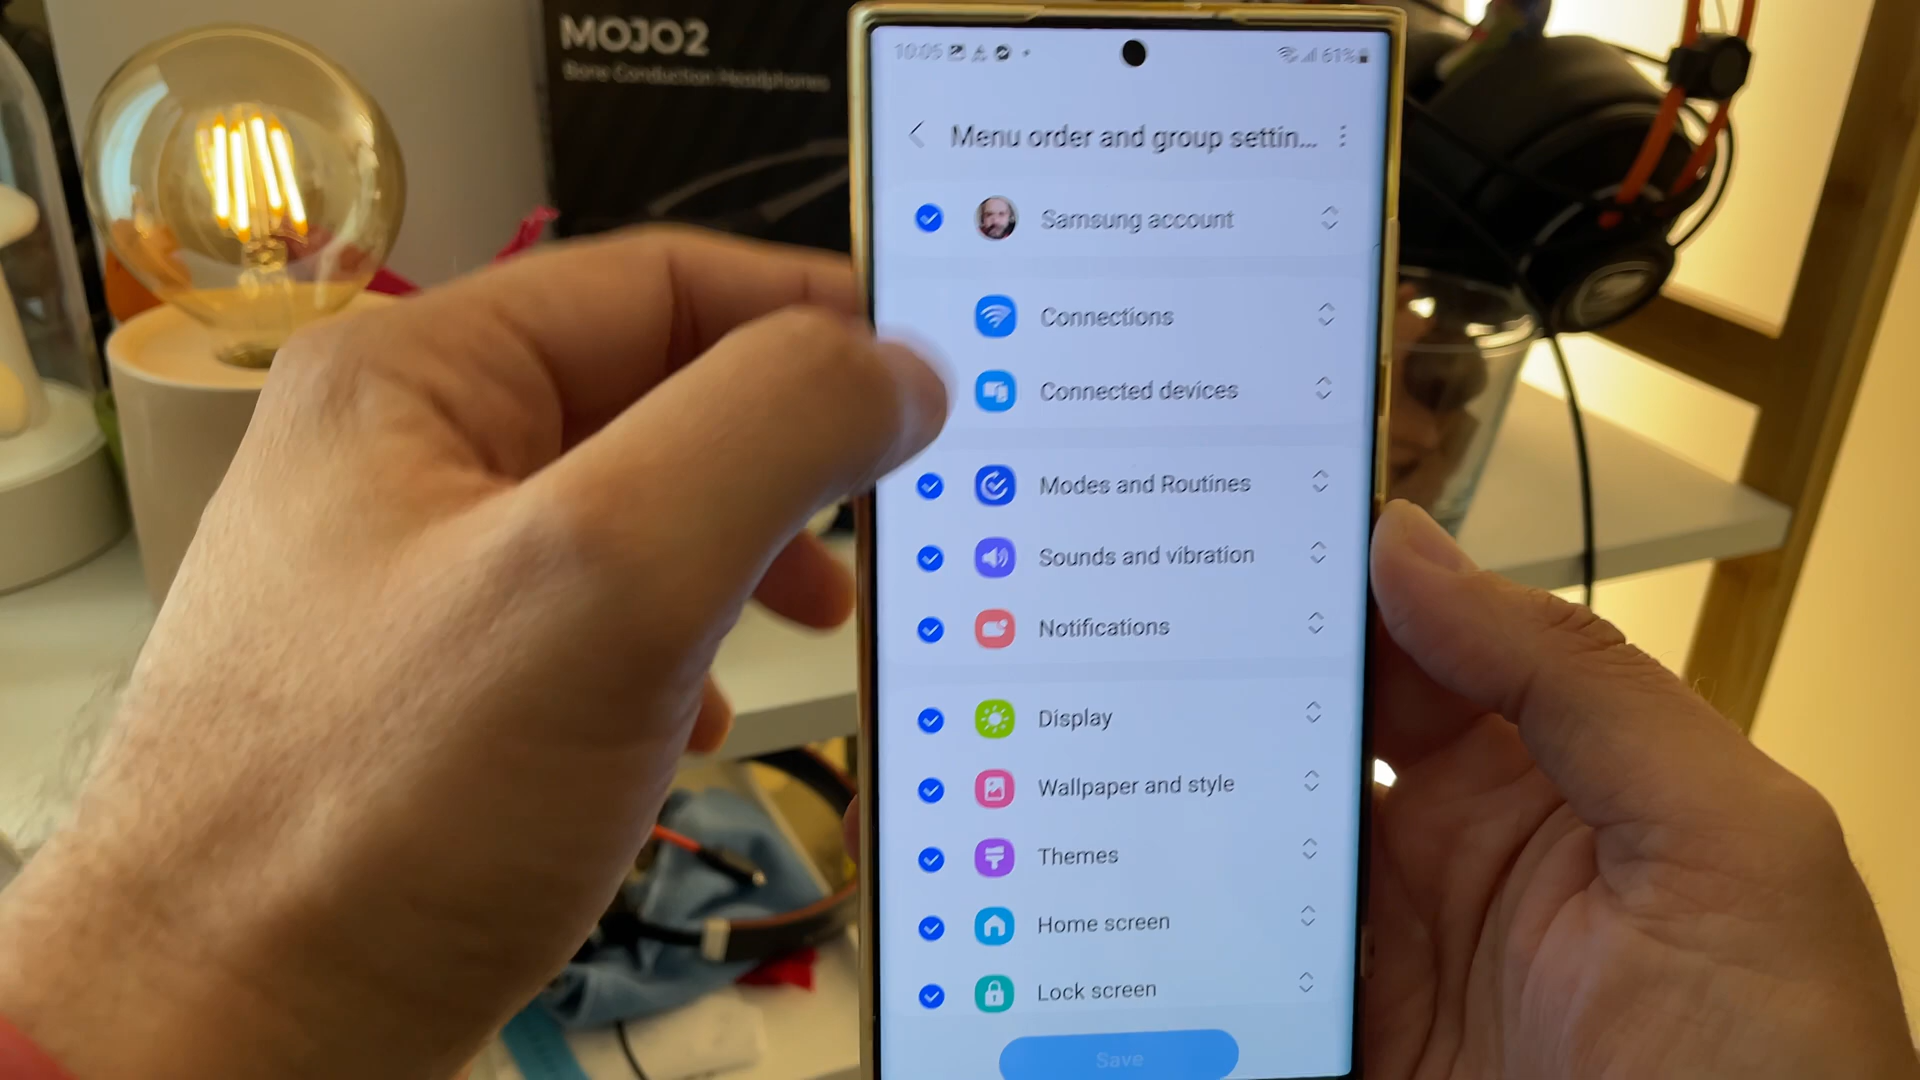 MOJO2
Bone Conduction Headphones
10:05
61%
Menu order and group settin...
Samsung account
Connections
Connected devices
Modes and Routines
Sounds and vibration
Notifications
Display
Wallpaper and style
Themes
Home screen
Lock screen
Save